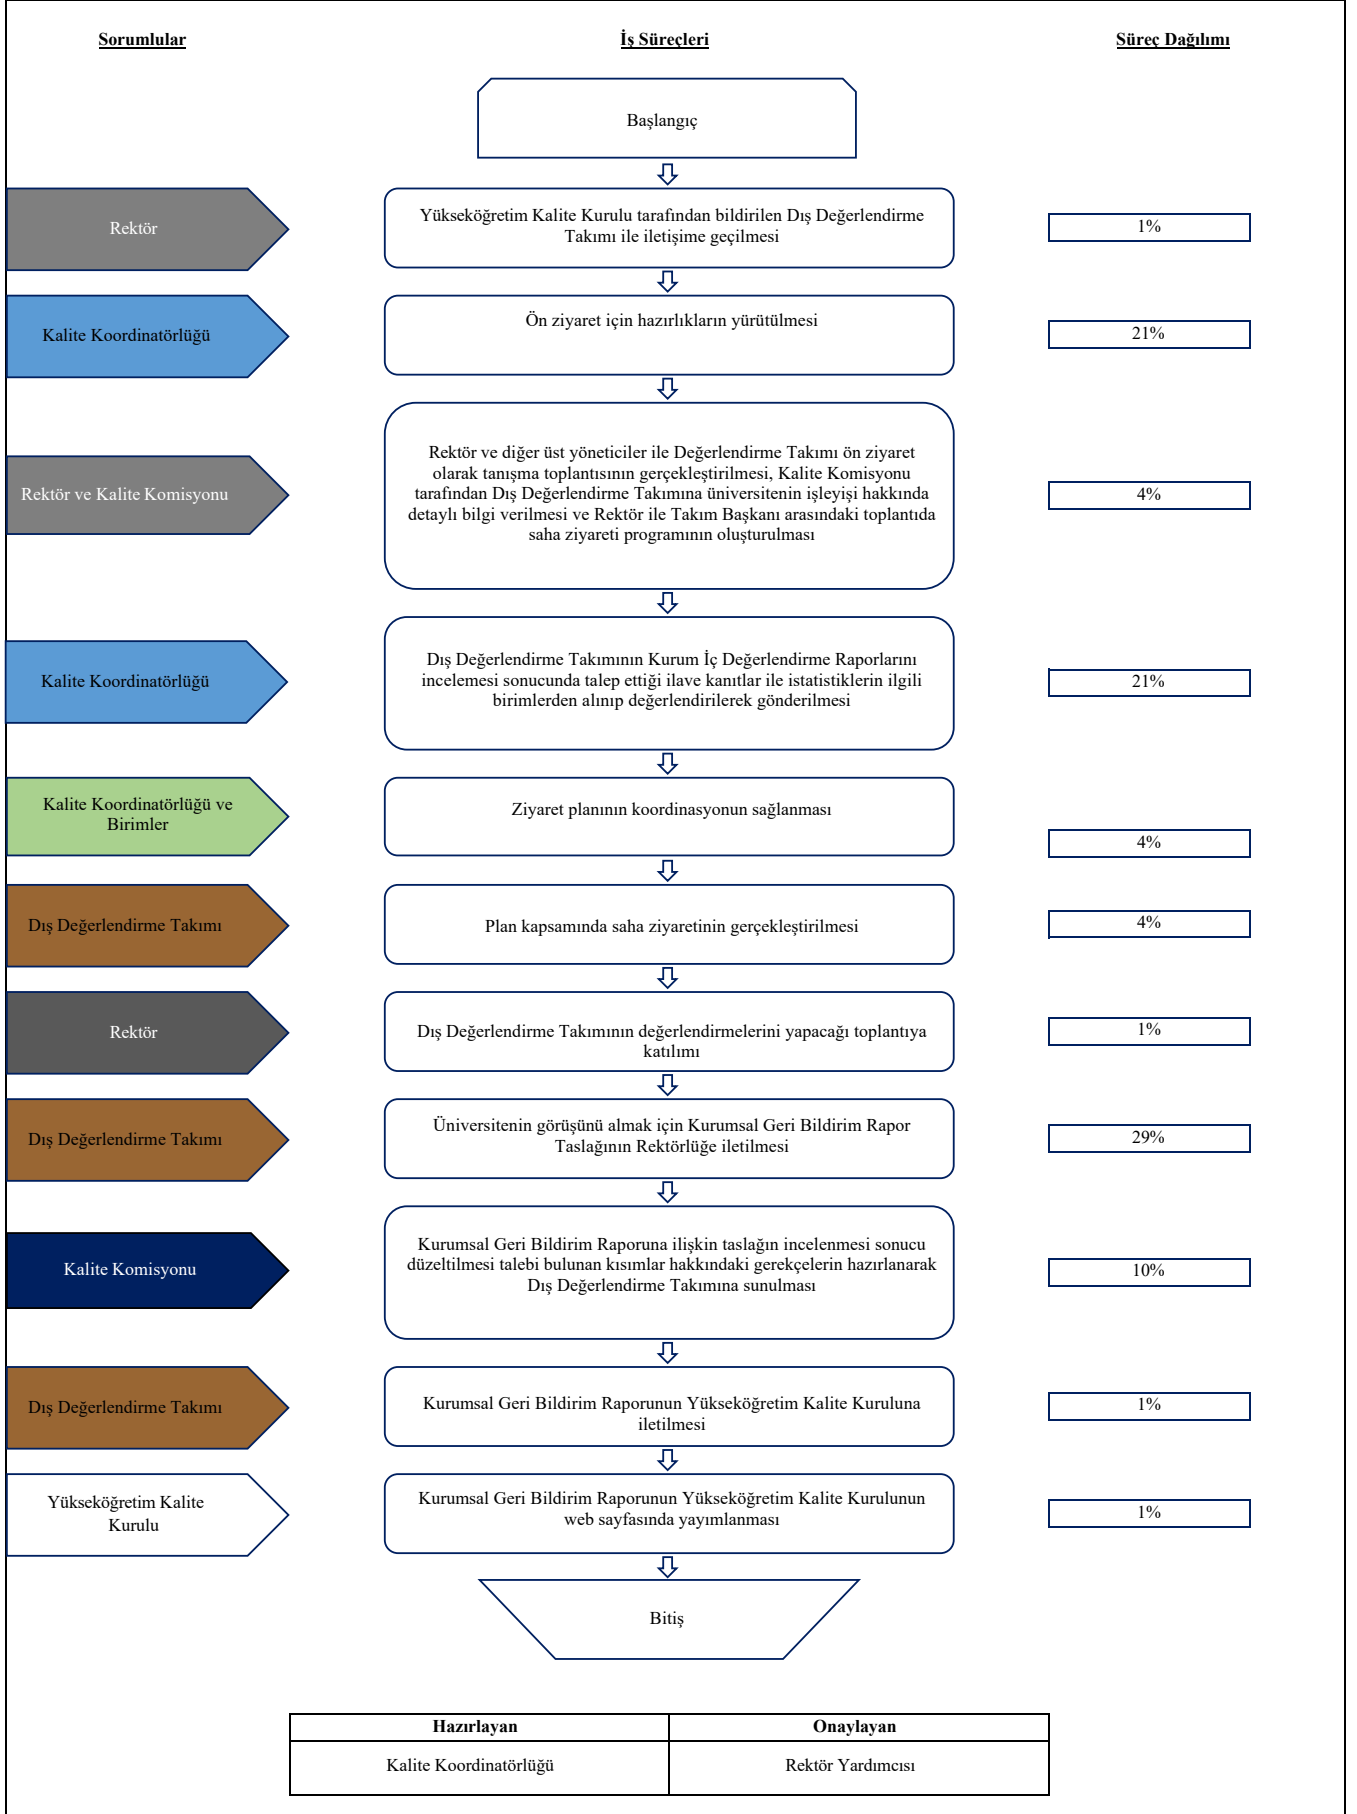 Sorumlular
İş Süreçleri
Süreç Dağılımı
Başlangıç
Rektör
Yükseköğretim Kalite Kurulu tarafından bildirilen Dış Değerlendirme
Takımı ile iletişime geçilmesi
1%
Kalite Koordinatörlüğü
Ön ziyaret için hazırlıkların yürütülmesi
21%
Rektör ve Kalite Komisyonu
Rektör ve diğer üst yöneticiler ile Değerlendirme Takımı ön ziyaret
olarak tanışma toplantısının gerçekleştirilmesi, Kalite Komisyonu
tarafından Dış Değerlendirme Takımına üniversitenin işleyişi hakkında
detaylı bilgi verilmesi ve Rektör ile Takım Başkanı arasındaki toplantıda
saha ziyareti programının oluşturulması
4%
Kalite Koordinatörlüğü
Dış Değerlendirme Takımının Kurum İç Değerlendirme Raporlarını
incelemesi sonucunda talep ettiği ilave kanıtlar ile istatistiklerin ilgili
birimlerden alınıp değerlendirilerek gönderilmesi
21%
Kalite Koordinatörlüğü ve
Birimler
Ziyaret planının koordinasyonun sağlanması
4%
Dış Değerlendirme Takımı
Plan kapsamında saha ziyaretinin gerçekleştirilmesi
4%
Rektör
Dış Değerlendirme Takımının değerlendirmelerini yapacağı toplantıya
katılımı
1%
Dış Değerlendirme Takımı
Üniversitenin görüşünü almak için Kurumsal Geri Bildirim Rapor
Taslağının Rektörlüğe iletilmesi
29%
Kalite Komisyonu
Kurumsal Geri Bildirim Raporuna ilişkin taslağın incelenmesi sonucu
düzeltilmesi talebi bulunan kısımlar hakkındaki gerekçelerin hazırlanarak
Dış Değerlendirme Takımına sunulması
10%
Dış Değerlendirme Takımı
Kurumsal Geri Bildirim Raporunun Yükseköğretim Kalite Kuruluna
iletilmesi
1%
Yükseköğretim Kalite
Kurulu
Kurumsal Geri Bildirim Raporunun Yükseköğretim Kalite Kurulunun
web sayfasında yayımlanması
1%
Bitiş
Hazırlayan
Onaylayan
Kalite Koordinatörlüğü
Rektör Yardımcısı